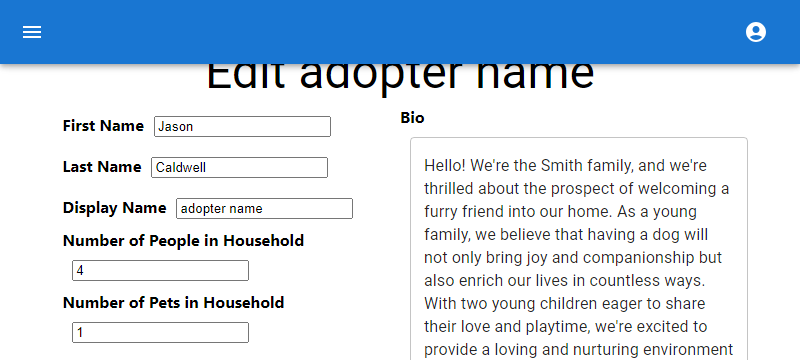 Edit adopter name
First Name Jason
Last Name Caldwell
Display Name adopter name
Number of People in Household
4
Number of Pets in Household
1
Bio
Hello! We're the Smith family, and we're
thrilled about the prospect of welcoming a
furry friend into our home. As a young
family, we believe that having a dog will
not only bring joy and companionship but
also enrich our lives in countless ways.
With two young children eager to share
their love and playtime, we're excited to
provide a loving and nurturing environment